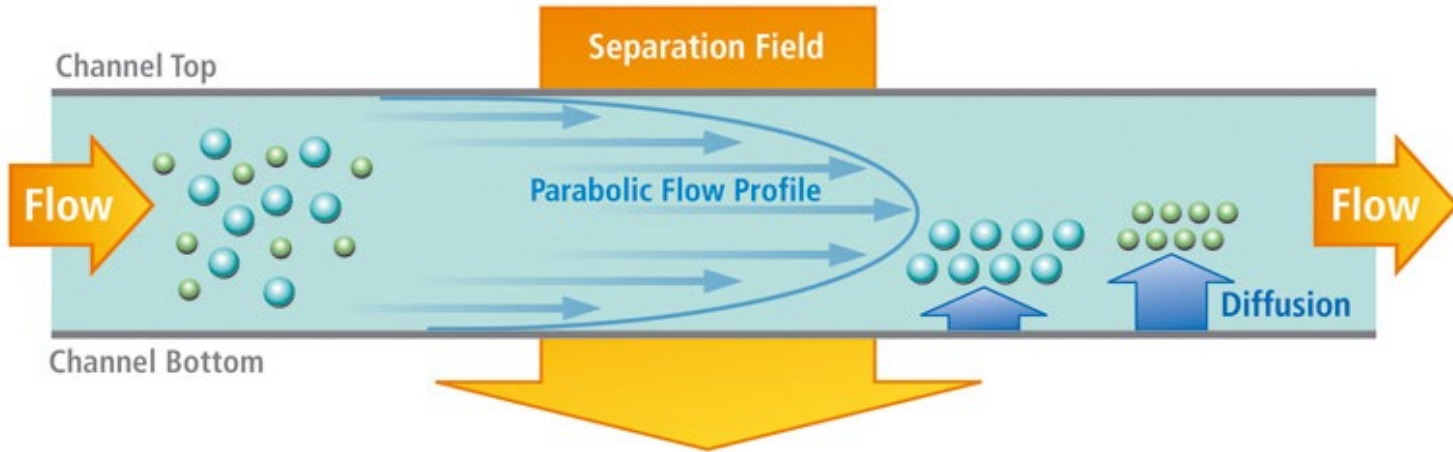 Separation Field
Channel Top
Flow
Parabolic Flow Profile
Flow
Diffusion
Channel Bottom